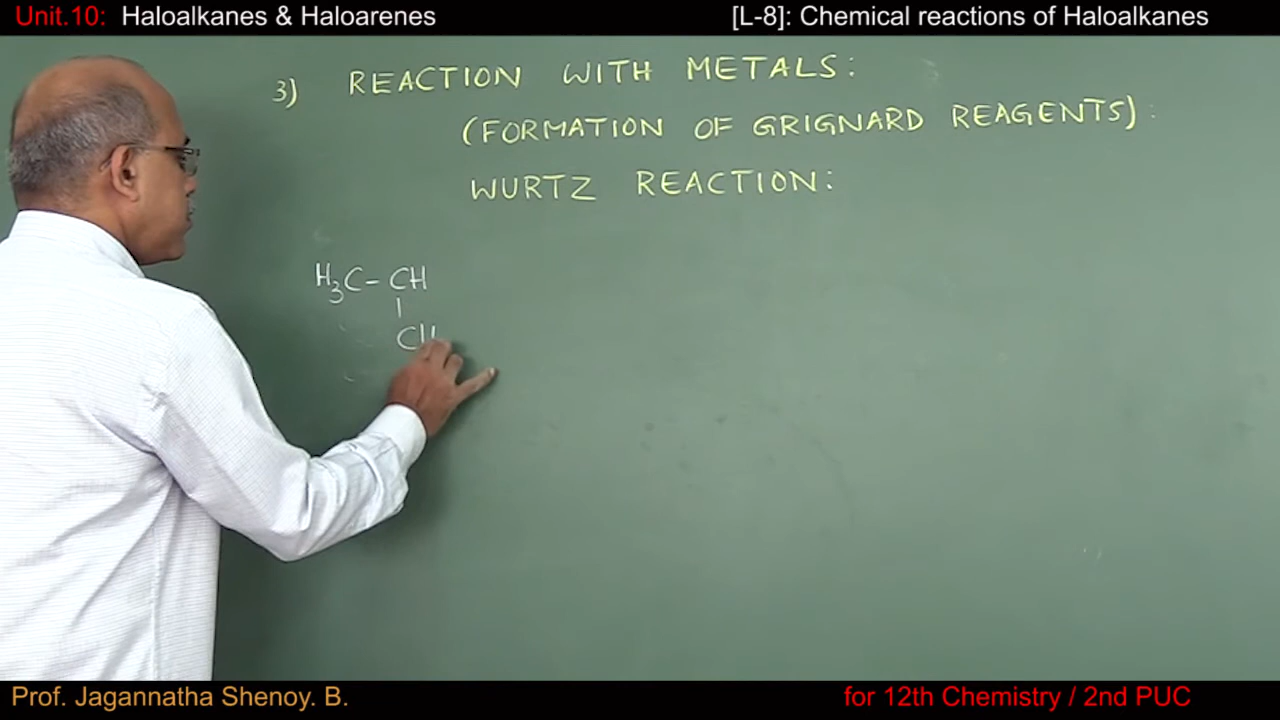 Unit.10: Haloalkanes & Haloarenes
[L-8]: Chemical reactions of Haloalkanes
3) REACTION WITH METALS:
(FORMATION OF GRIGNARD REAGENTS):
WURTZ REACTION:
H₃C – CH
|
CH
Prof. Jagannatha Shenoy. B.
for 12th Chemistry / 2nd PUC